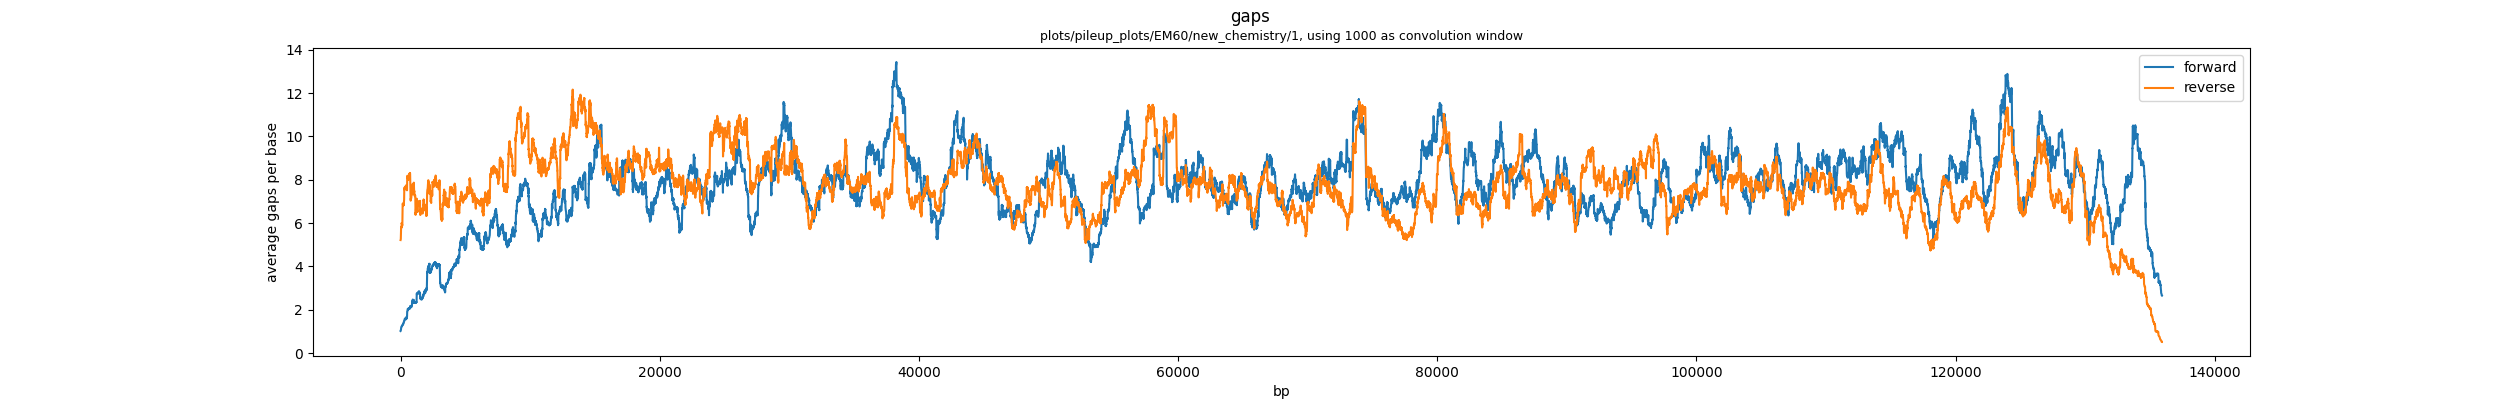 gaps
plots/pileup_plots/EM60/new_chemistry/1, using 1000 as convolution window
average gaps per base
14
12
10
8
6
4
2
0
forward
reverse
0 20000 40000 60000 80000 100000 120000 140000
bp